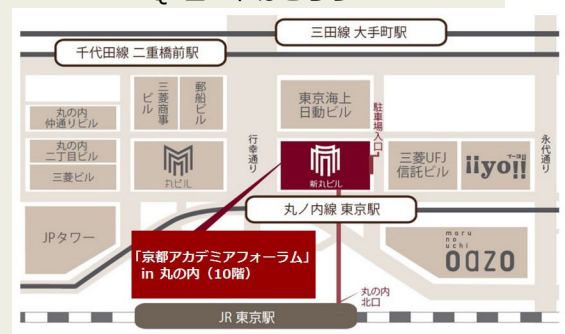 三田線 大手町駅
千代田線 二重橋前駅
丸の内
仲通りビル
三菱商事
ビル
郵船ビル
東京海上
日動ビル
駐車場入口
行幸通り
永代通り
丸の内
二丁目ビル
三菱ビル
丸ビル
新丸ビル
三菱UFJ
信託ビル
iiyo!!
丸ノ内線 東京駅
JPタワー
「京都アカデミアフォーラム」
in 丸の内（10階）
maru
no
uchi
OAZO
丸の内
北口
JR 東京駅